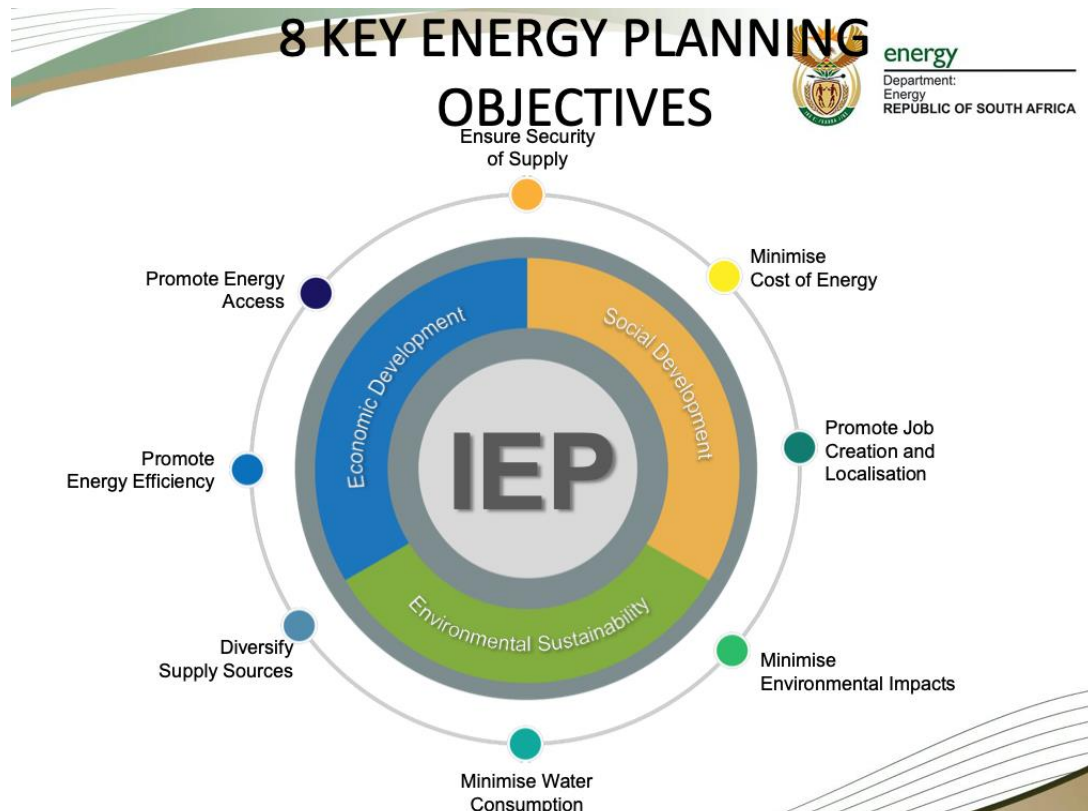 8 KEY ENERGY PLANNING
OBJECTIVES
energy
Department:
Energy
REPUBLIC OF SOUTH AFRICA
Ensure Security
of Supply
Minimise
Cost of Energy
Promote Job
Creation and
Localisation
Minimise
Environmental Impacts
Minimise Water
Consumption
Diversify
Supply Sources
Promote
Energy Efficiency
Promote Energy
Access
Economic Development
Social Development
Environmental Sustainability
IEP